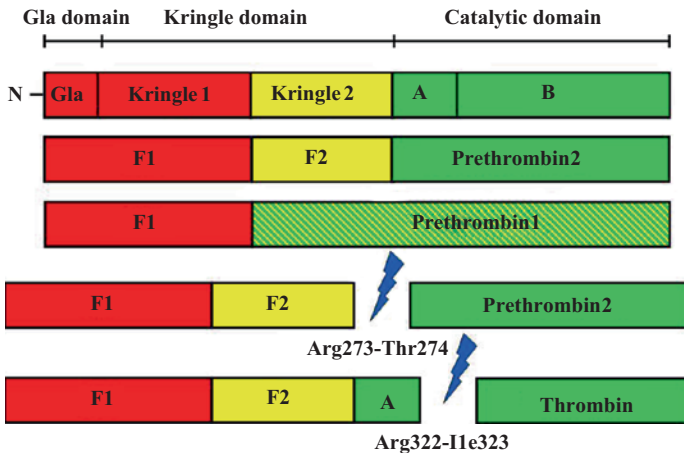 Gla domain Kringle domain Catalytic domain
N Gla Kringle 1 Kringle 2 A B
F1 F2 Prethrombin2
F1 Prethrombin1
F1 F2 Prethrombin2
Arg273-Thr274
F1 F2 A Thrombin
Arg322-I1e323